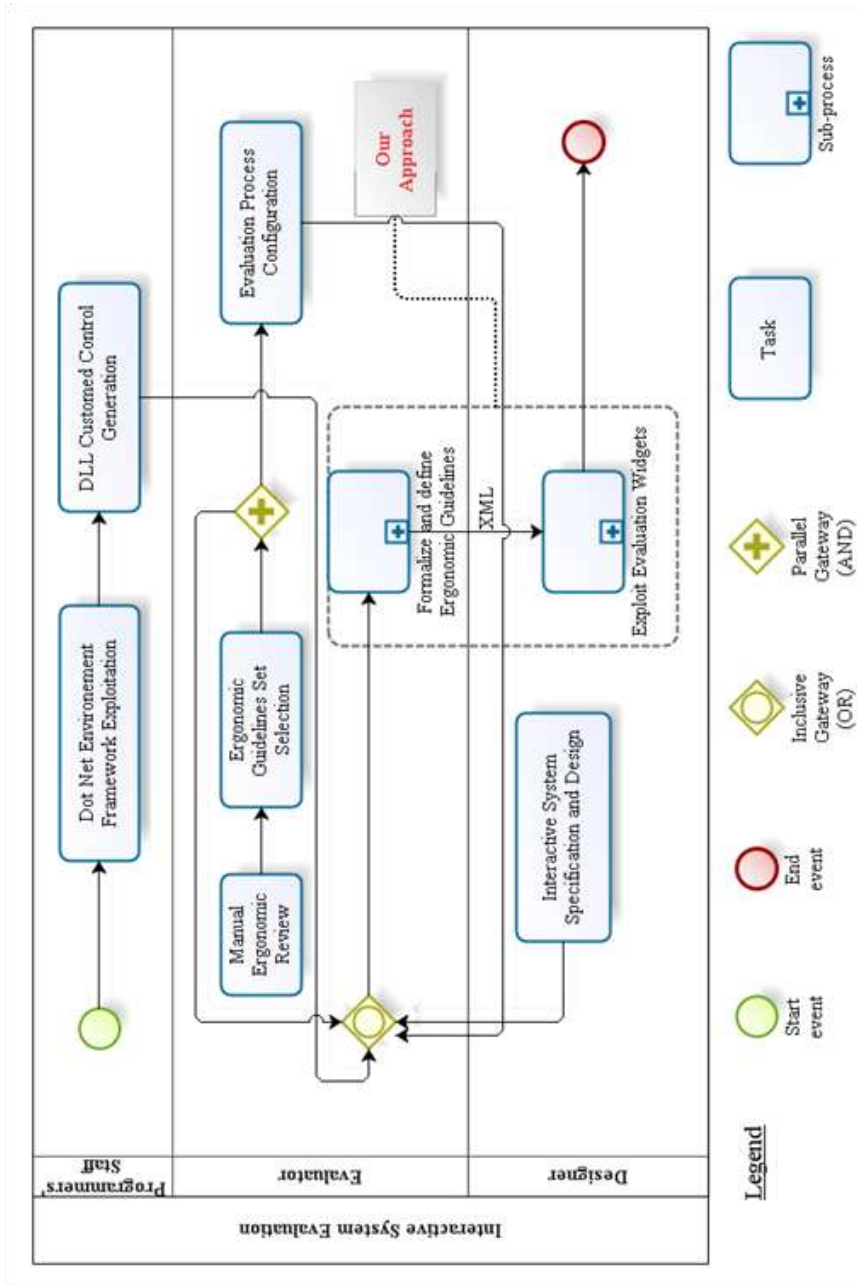 Interactive System Evaluation
Programmers'
Staff
Dot Net Environement
Framework Exploitation
DLL Customed Control
Generation
Evaluator
Manual
Ergonomic
Review
Ergonomic
Guidelines Set
Selection
Evaluation Process
Configuration
Our
Approach
Formalize and define
Ergonomic Guidelines
XML
Designer
Interactive System
Specification and Design
Exploit Evaluation Widgets
Legend
Start
event
End
event
Inclusive
Gateway
(OR)
Parallel
Gateway
(AND)
Task
Sub-process